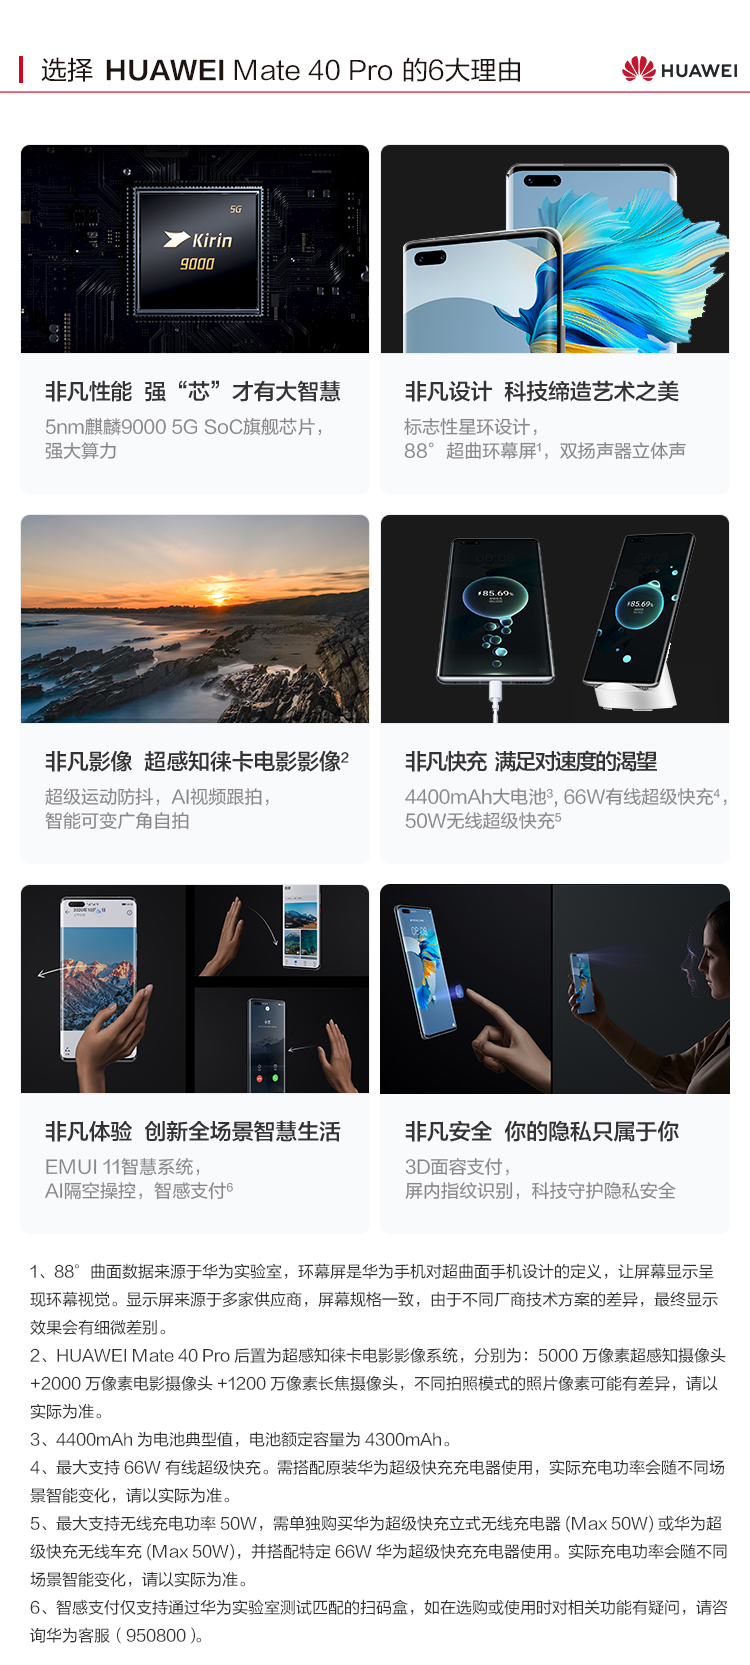 选择 HUAWEI Mate 40 Pro 的6大理由
HUAWEI
5G
Kirin
9000
非凡性能 强“芯”才有大智慧
5nm麒麟9000 5G SoC旗舰芯片，
强大算力
非凡设计 科技缔造艺术之美
标志性星环设计，
88°超曲环幕屏¹，双扬声器立体声
85.69%
85.69%
非凡影像 超感知徕卡电影影像²
超级运动防抖，AI视频跟拍，
智能可变广角自拍
非凡快充 满足对速度的渴望
4400mAh大电池³, 66W有线超级快充⁴，
50W无线超级快充⁵
08:08
非凡体验 创新全场景智慧生活
EMUI 11智慧系统，
AI隔空操控，智感支付⁶
非凡安全 你的隐私只属于你
3D面容支付，
屏内指纹识别，科技守护隐私安全
1、88°曲面数据来源于华为实验室，环幕屏是华为手机对超曲面手机设计的定义，让屏幕显示呈
现环幕视觉。显示屏来源于多家供应商，屏幕规格一致，由于不同厂商技术方案的差异，最终显示
效果会有细微差别。
2、HUAWEI Mate 40 Pro 后置为超感知徕卡电影影像系统，分别为：5000 万像素超感知摄像头
+2000 万像素电影摄像头 +1200 万像素长焦摄像头，不同拍照模式的照片像素可能有差异，请以
实际为准。
3、4400mAh 为电池典型值，电池额定容量为 4300mAh。
4、最大支持 66W 有线超级快充。需搭配原装华为超级快充充电器使用，实际充电功率会随不同场
景智能变化，请以实际为准。
5、最大支持无线充电功率 50W，需单独购买华为超级快充立式无线充电器 (Max 50W) 或华为超
级快充无线车充 (Max 50W)，并搭配特定 66W 华为超级快充充电器使用。实际充电功率会随不同
场景智能变化，请以实际为准。
6、智感支付仅支持通过华为实验室测试匹配的扫码盒，如在选购或使用时对相关功能有疑问，请咨
询华为客服（950800）。